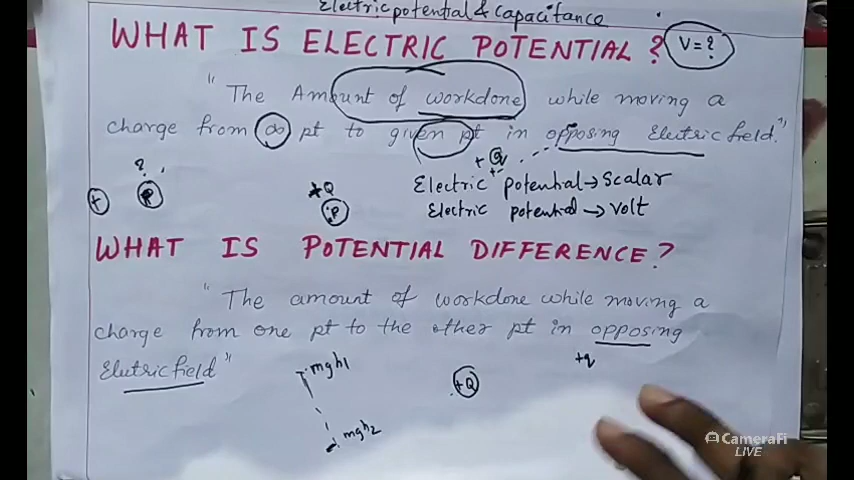 Electric potential & capacitance
WHAT IS ELECTRIC POTENTIAL ? V = ?
"The Amount of workdone while moving a
charge from ∞ pt to given pt in opposing Electric field."
+Q
?
Electric potential → Scalar
+ P +Q
P
Electric potential → Volt
WHAT IS POTENTIAL DIFFERENCE?
"The amount of workdone while moving a
charge from one pt to the other pt in opposing
Elutric field"
mgh1
+Q
+q
mgh2
CameraFi
LIVE